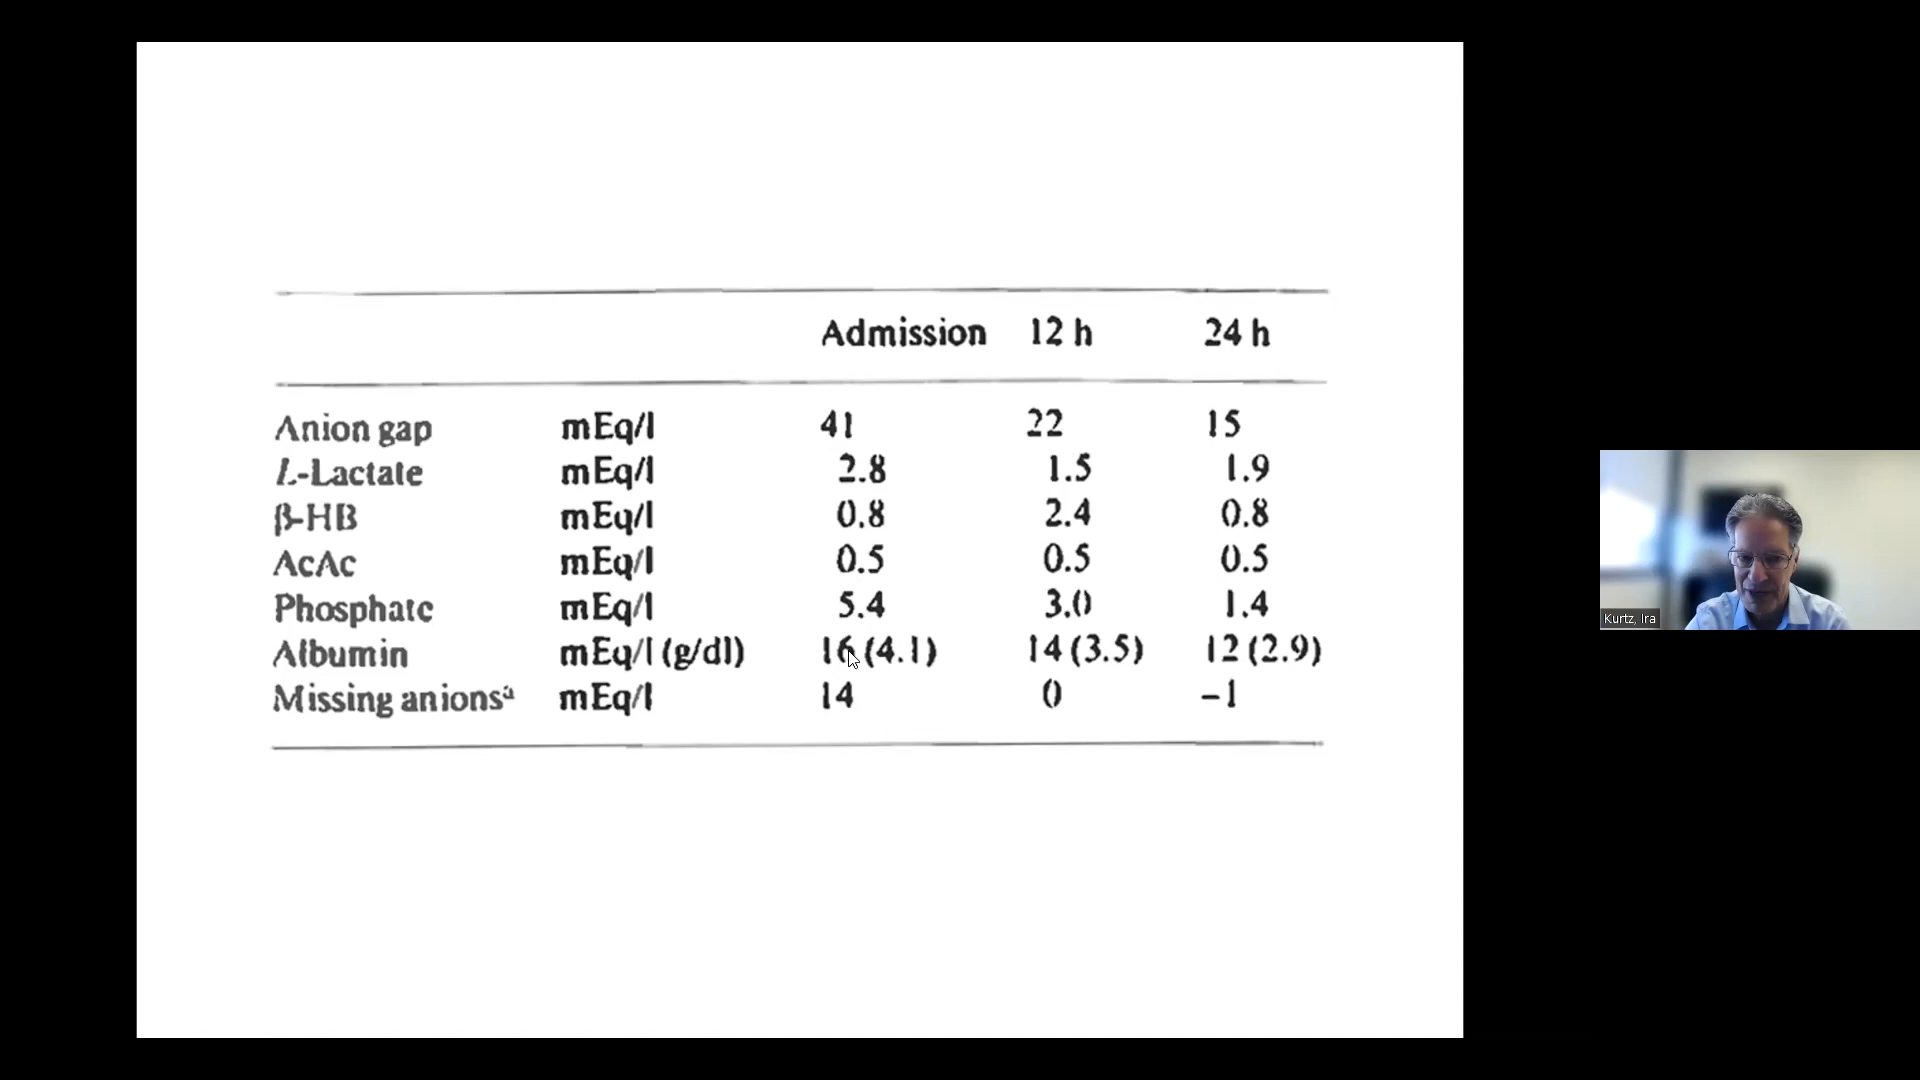 Admission 12 h 24 h
Anion gap mEq/l 41 22 15
L-Lactate mEq/l 2.8 1.5 1.9
β-HB mEq/l 0.8 2.4 0.8
AcAc mEq/l 0.5 0.5 0.5
Phosphate mEq/l 5.4 3.0 1.4
Albumin mEq/l (g/dl) 16 (4.1) 14 (3.5) 12 (2.9)
Missing anionsᵃ mEq/l 14 0 −1
Kurtz, Ira